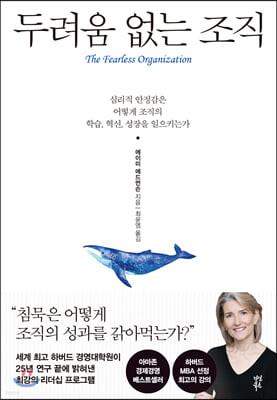 두려움 없는 조직
The Fearless Organization
심리적 안정감은
어떻게 조직의
학습, 혁신, 성장을 일으키는가
에이미 에드먼슨 지음 | 최윤영 옮김
“침묵은 어떻게
조직의 성과를 갉아먹는가?”
세계 최고 하버드 경영대학원이
25년 연구 끝에 밝혀낸
최강의 리더십 프로그램
아마존
경제경영
베스트셀러
하버드
MBA 선정
최고의 강의
다산북스